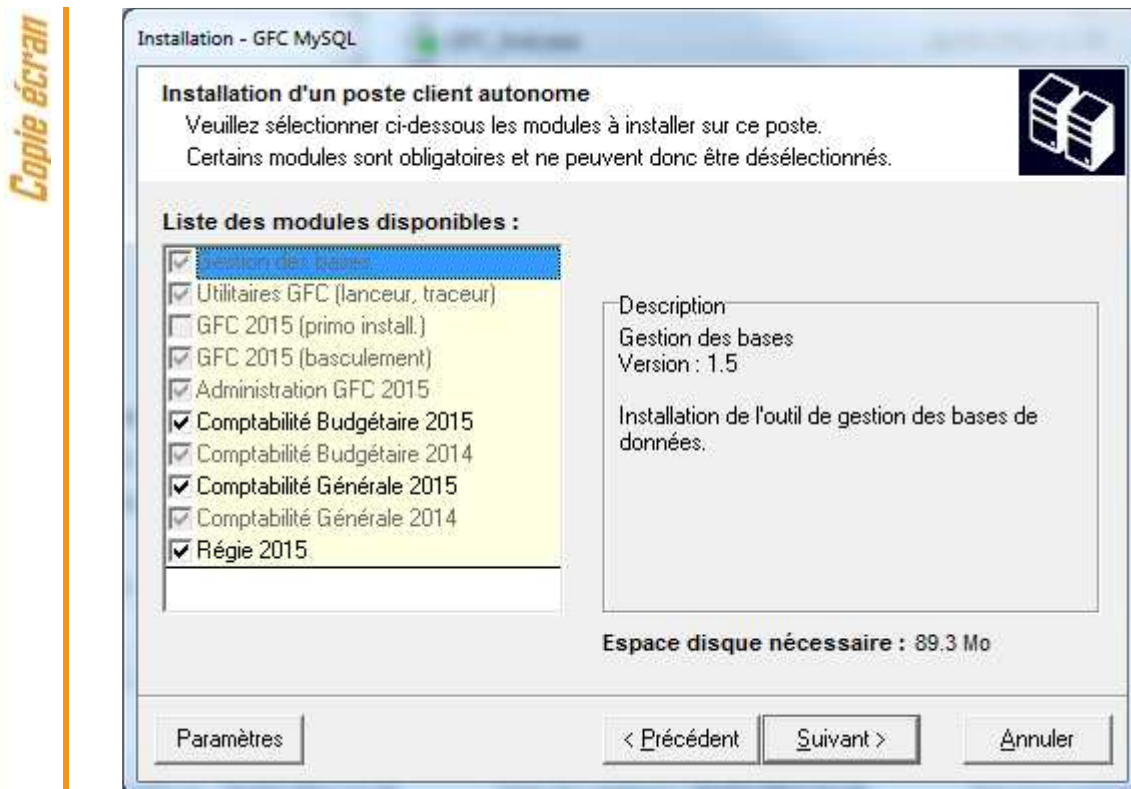 Copie écran
Installation - GFC MySQL
Installation d'un poste client autonome
Veuillez sélectionner ci-dessous les modules à installer sur ce poste.
Certains modules sont obligatoires et ne peuvent donc être désélectionnés.
Liste des modules disponibles :
Gestion des bases
Utilitaires GFC (lanceur, traceur)
GFC 2015 (primo install.)
GFC 2015 (basculement)
Administration GFC 2015
Comptabilité Budgétaire 2015
Comptabilité Budgétaire 2014
Comptabilité Générale 2015
Comptabilité Générale 2014
Régie 2015
Description
Gestion des bases
Version : 1.5
Installation de l'outil de gestion des bases de
données.
Espace disque nécessaire : 89.3 Mo
Paramètres
< Précédent
Suivant >
Annuler